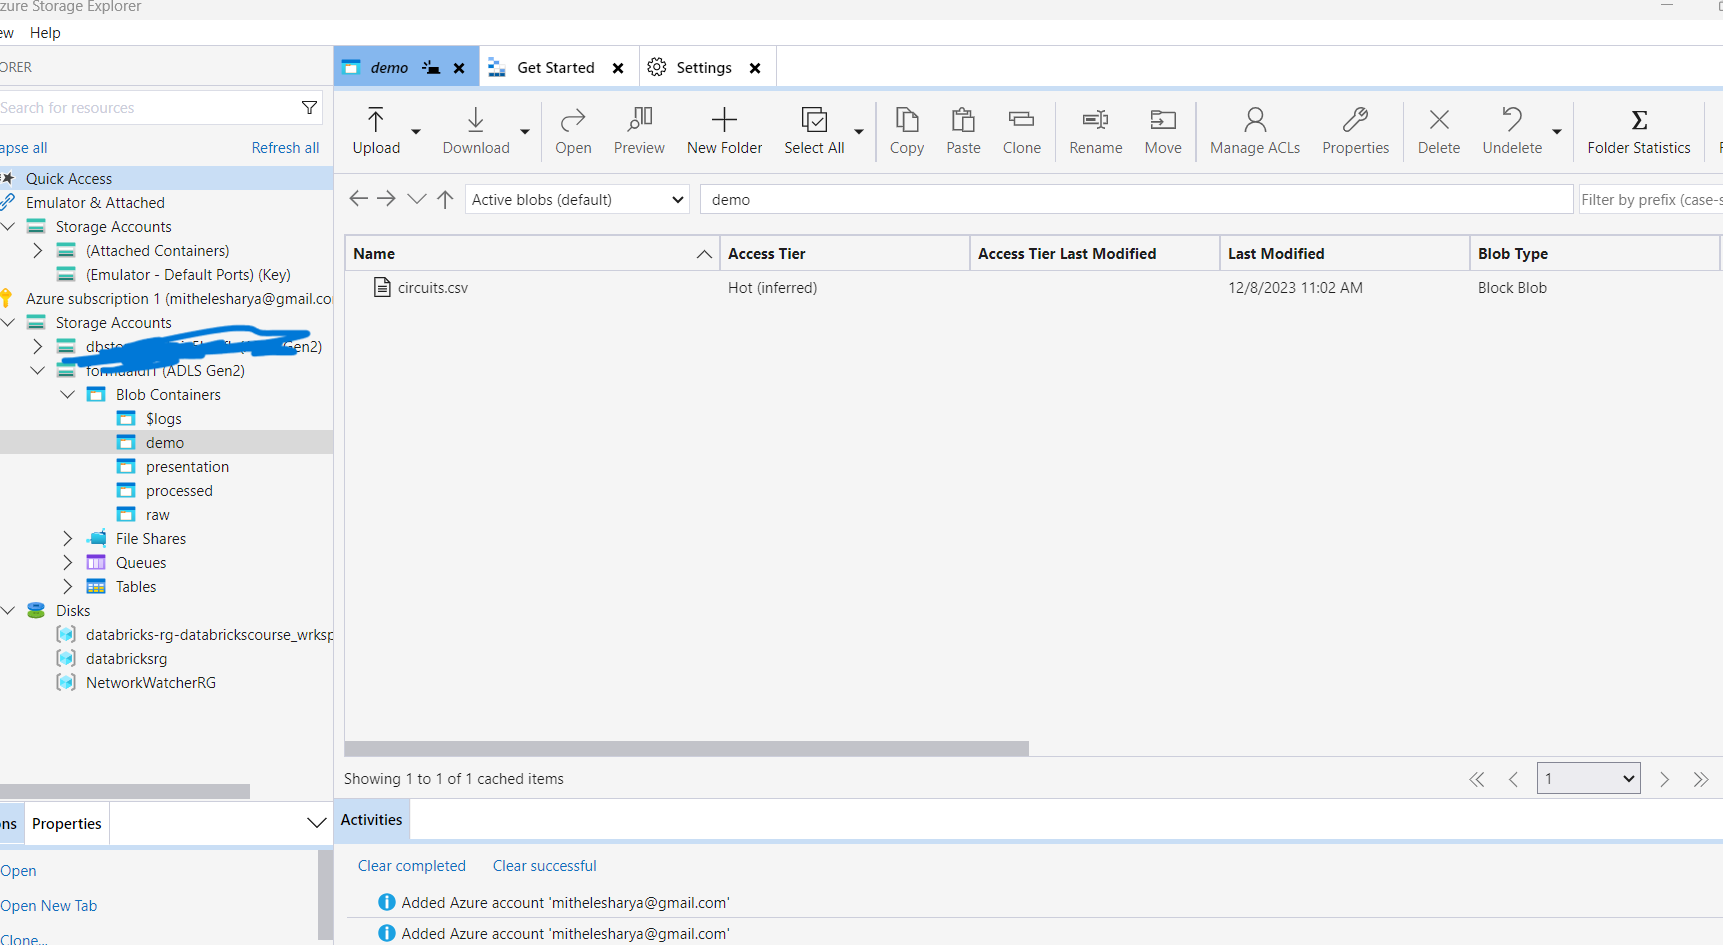 zure Storage Explorer
ew Help
ORER
demo Get Started Settings
Search for resources
apse all Refresh all
Upload Download Open Preview New Folder Select All Copy Paste Clone Rename Move Manage ACLs Properties Delete Undelete Folder Statistics
Active blobs (default) demo Filter by prefix (case-s
Quick Access
Emulator & Attached
Storage Accounts
(Attached Containers)
(Emulator - Default Ports) (Key)
Azure subscription 1 (mithelesharya@gmail.co
Storage Accounts
Gen2)
(ADLS Gen2)
Blob Containers
$logs
demo
presentation
processed
raw
File Shares
Queues
Tables
Disks
databricks-rg-databrickscourse_wrksp
databricksrg
NetworkWatcherRG
Name Access Tier Access Tier Last Modified Last Modified Blob Type
circuits.csv Hot (inferred) 12/8/2023 11:02 AM Block Blob
Showing 1 to 1 of 1 cached items 1
ons Properties
Open
Open New Tab
Clone...
Activities
Clear completed Clear successful
Added Azure account 'mithelesharya@gmail.com'
Added Azure account 'mithelesharya@gmail.com'